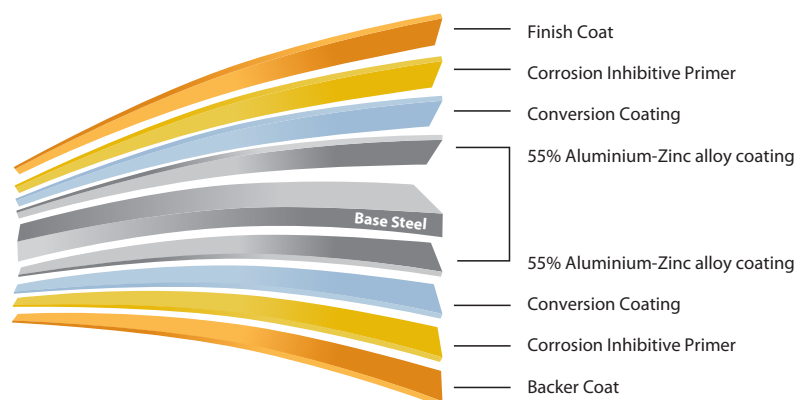 Finish Coat
Corrosion Inhibitive Primer
Conversion Coating
55% Aluminium-Zinc alloy coating
Base Steel
55% Aluminium-Zinc alloy coating
Conversion Coating
Corrosion Inhibitive Primer
Backer Coat